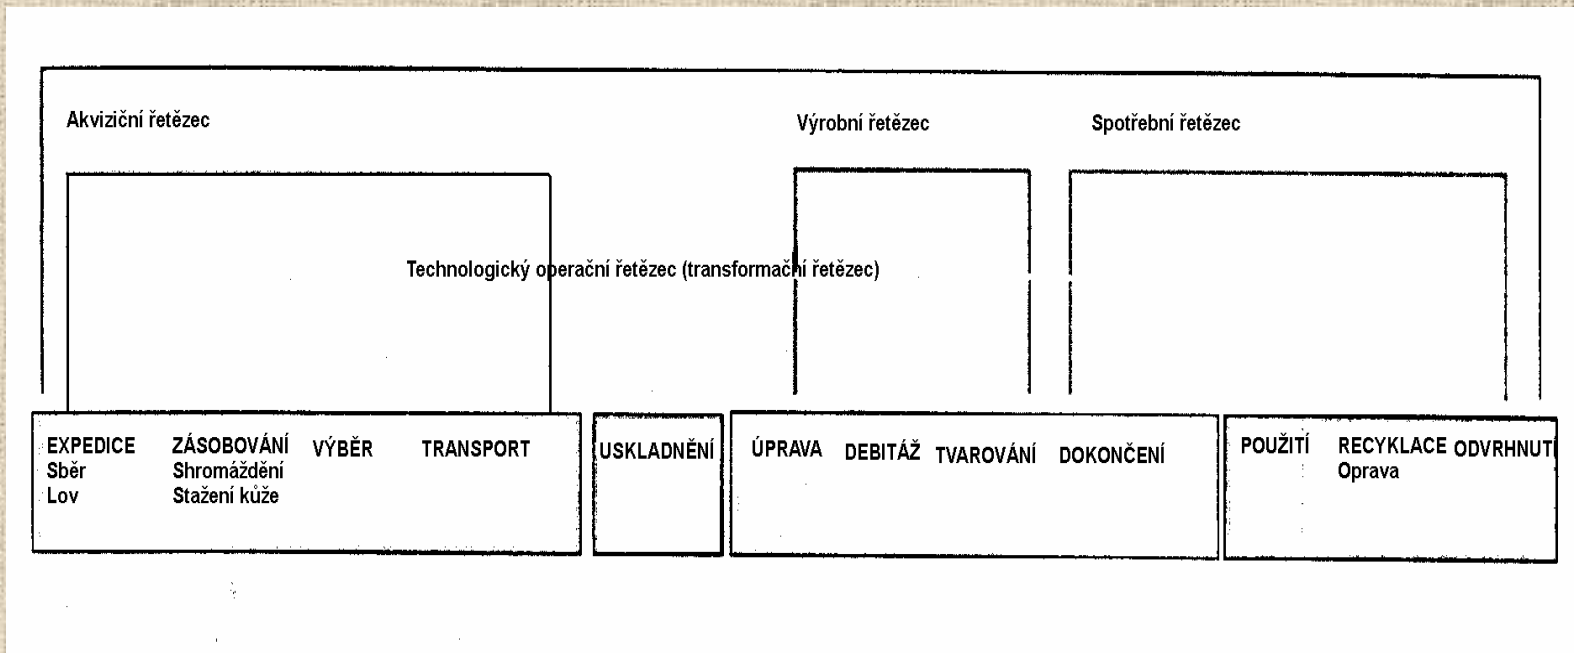 Akviziční řetězec
Výrobní řetězec
Spotřební řetězec
Technologický operační řetězec (transformační řetězec)
EXPEDICE
Sběr
Lov
ZÁSOBOVÁNÍ
Shromáždění
Stažení kůže
VÝBĚR
TRANSPORT
USKLADNĚNÍ
ÚPRAVA
DEBITÁŽ
TVAROVÁNÍ
DOKONČENÍ
POUŽITÍ
RECYKLACE
Oprava
ODVRHNUTÍ